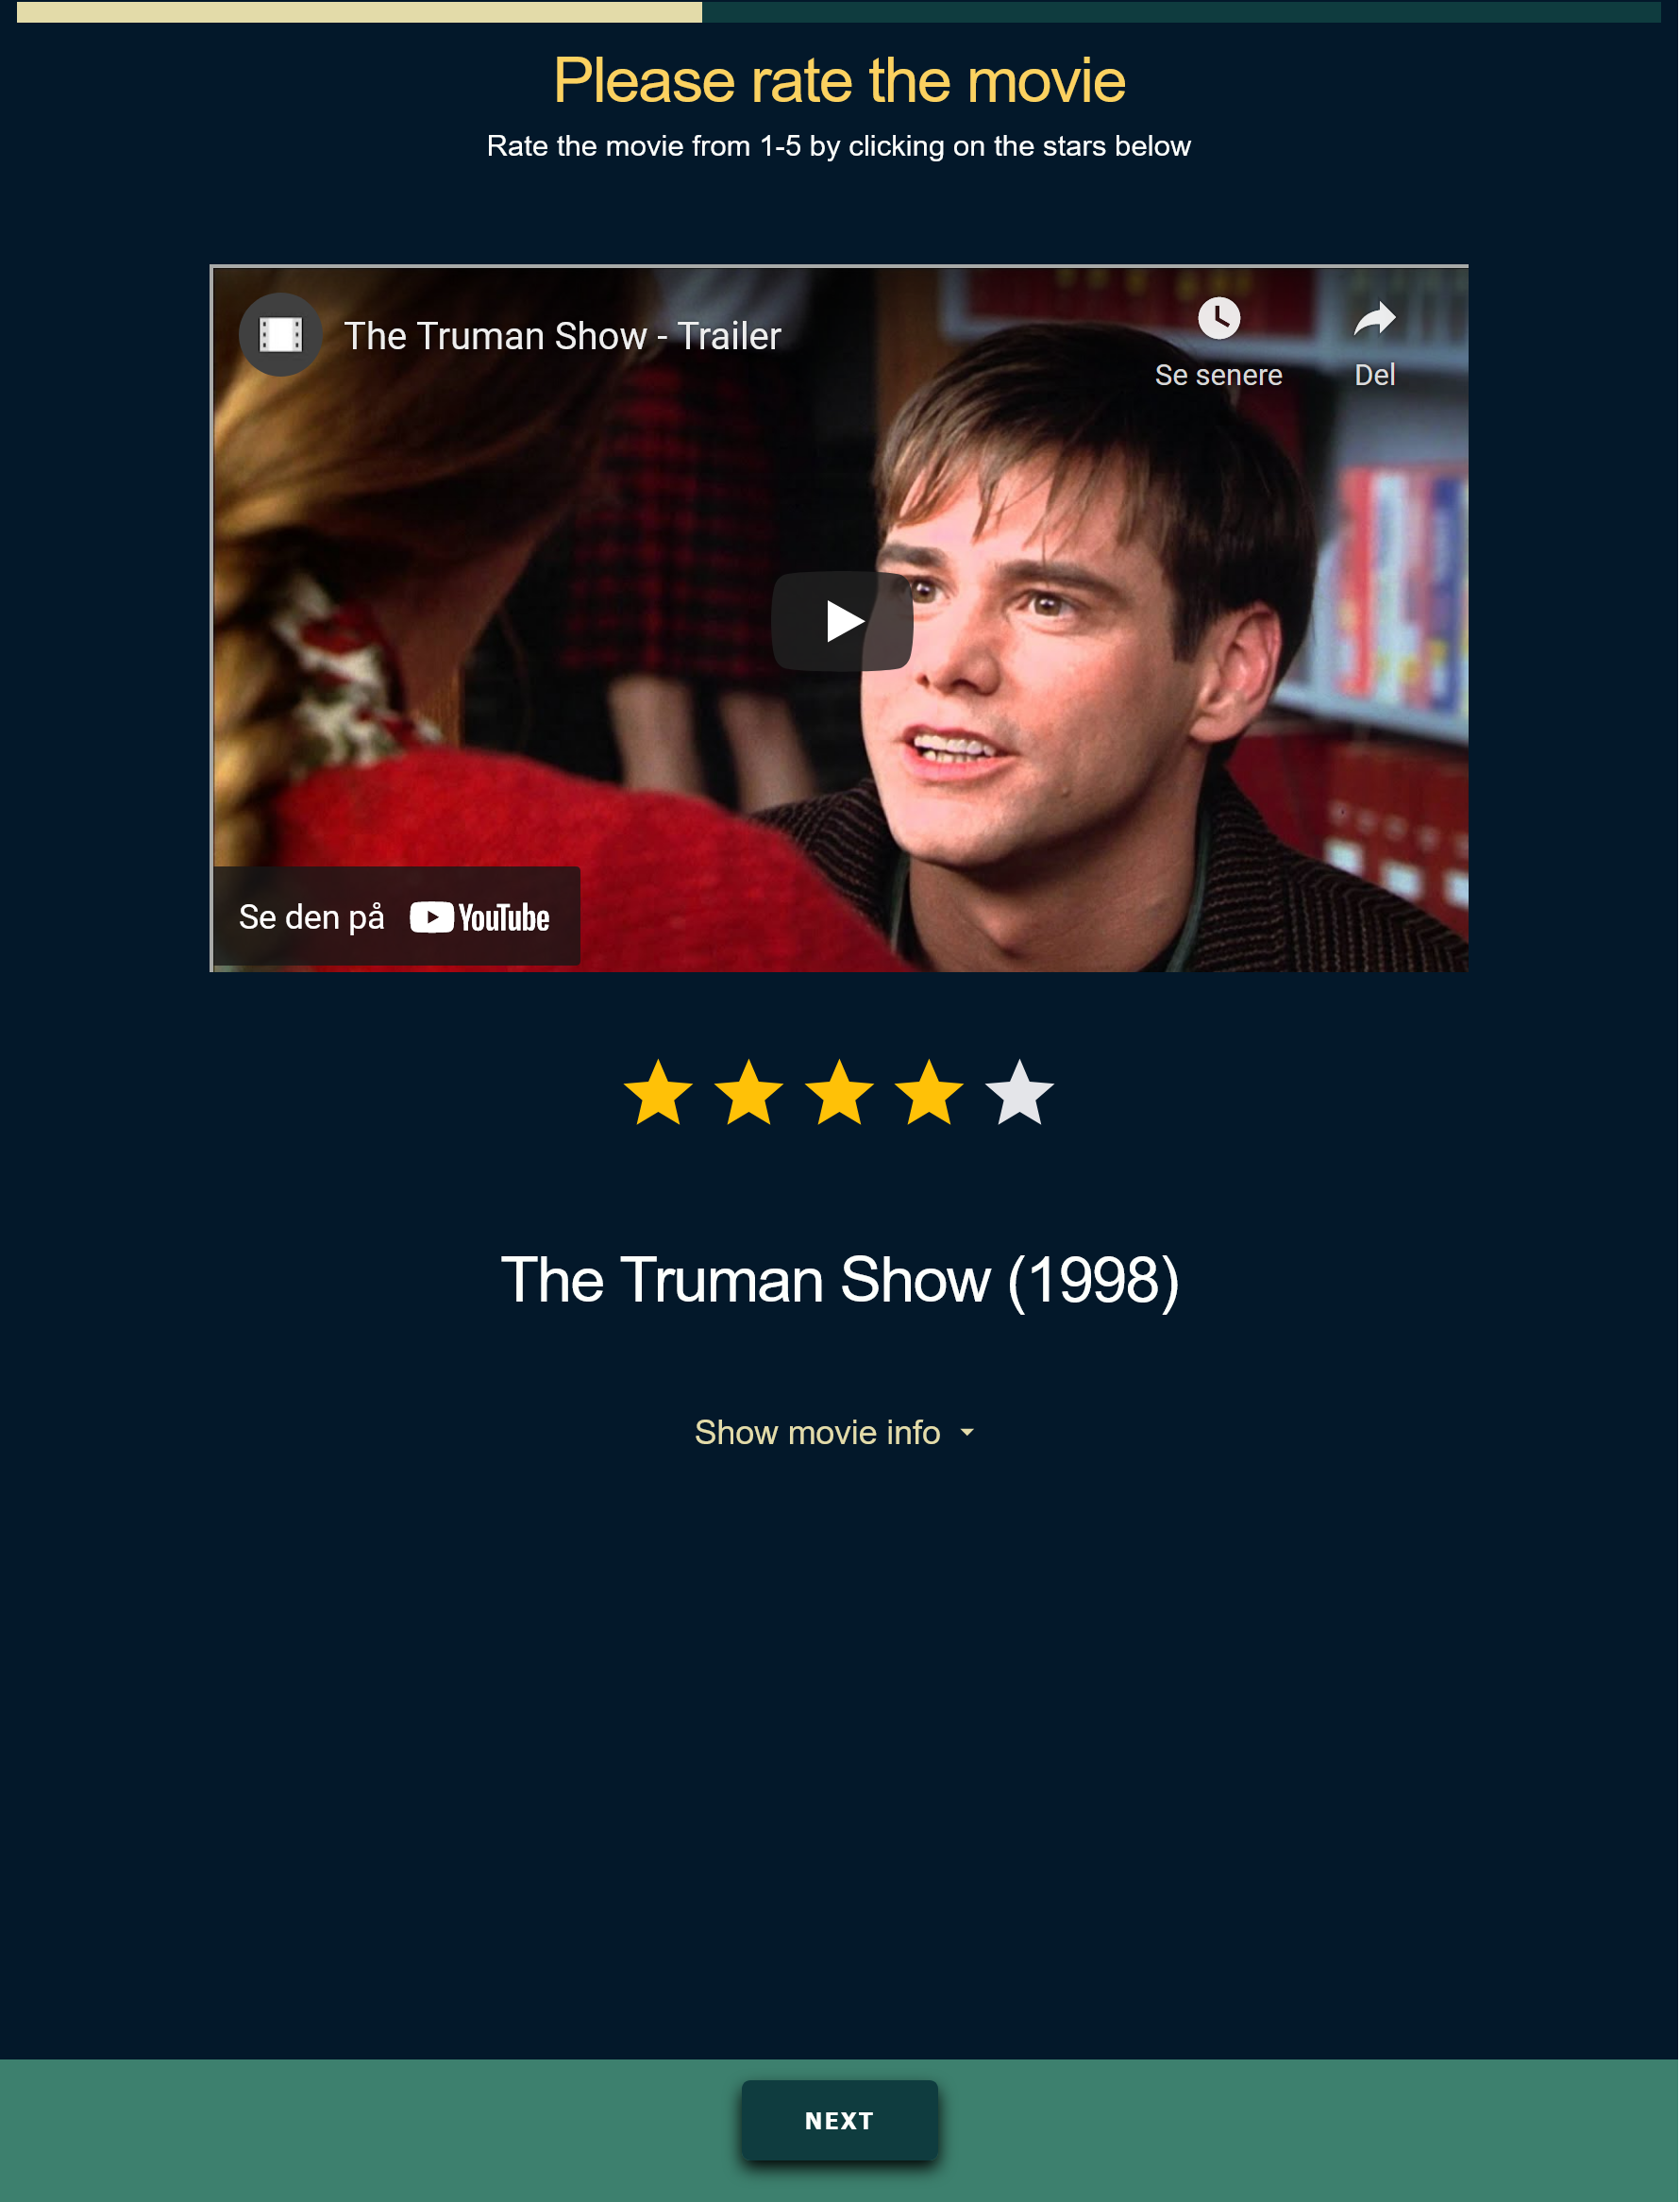 Please rate the movie
Rate the movie from 1-5 by clicking on the stars below
The Truman Show - Trailer
Se senere
Del
Se den på YouTube
The Truman Show (1998)
Show movie info
NEXT